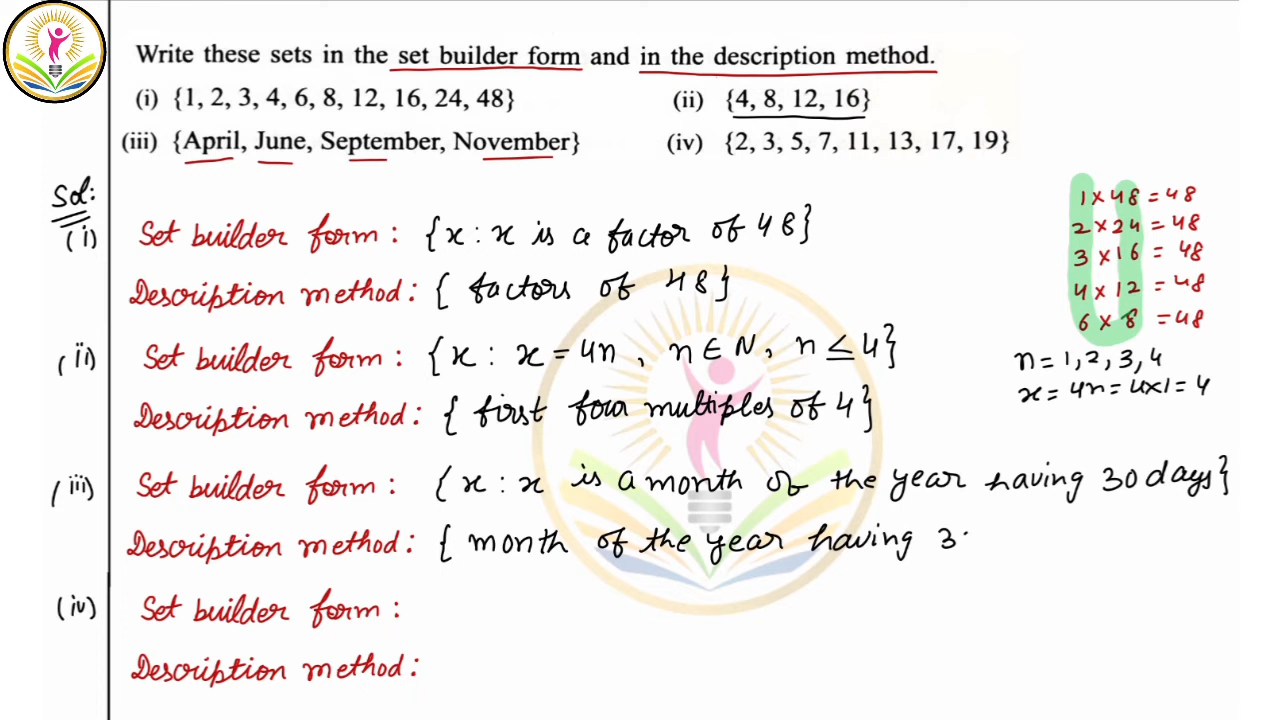 Write these sets in the set builder form and in the description method.
(i) {1, 2, 3, 4, 6, 8, 12, 16, 24, 48} (ii) {4, 8, 12, 16}
(iii) {April, June, September, November} (iv) {2, 3, 5, 7, 11, 13, 17, 19}
Sol:
(i) Set builder form : {x : x is a factor of 48}
Description method : { factors of 48}
(ii) Set builder form : {x : x = 4n , n ∈ N, n ≤ 4}
Description method : { first four multiples of 4}
(iii) Set builder form : {x : x is a month of the year having 30 days}
Description method : { month of the year having 3
(iv) Set builder form :
Description method :
1 × 48 = 48
2 × 24 = 48
3 × 16 = 48
4 × 12 = 48
6 × 8 = 48
n = 1, 2, 3, 4
x = 4n = 4×1 = 4